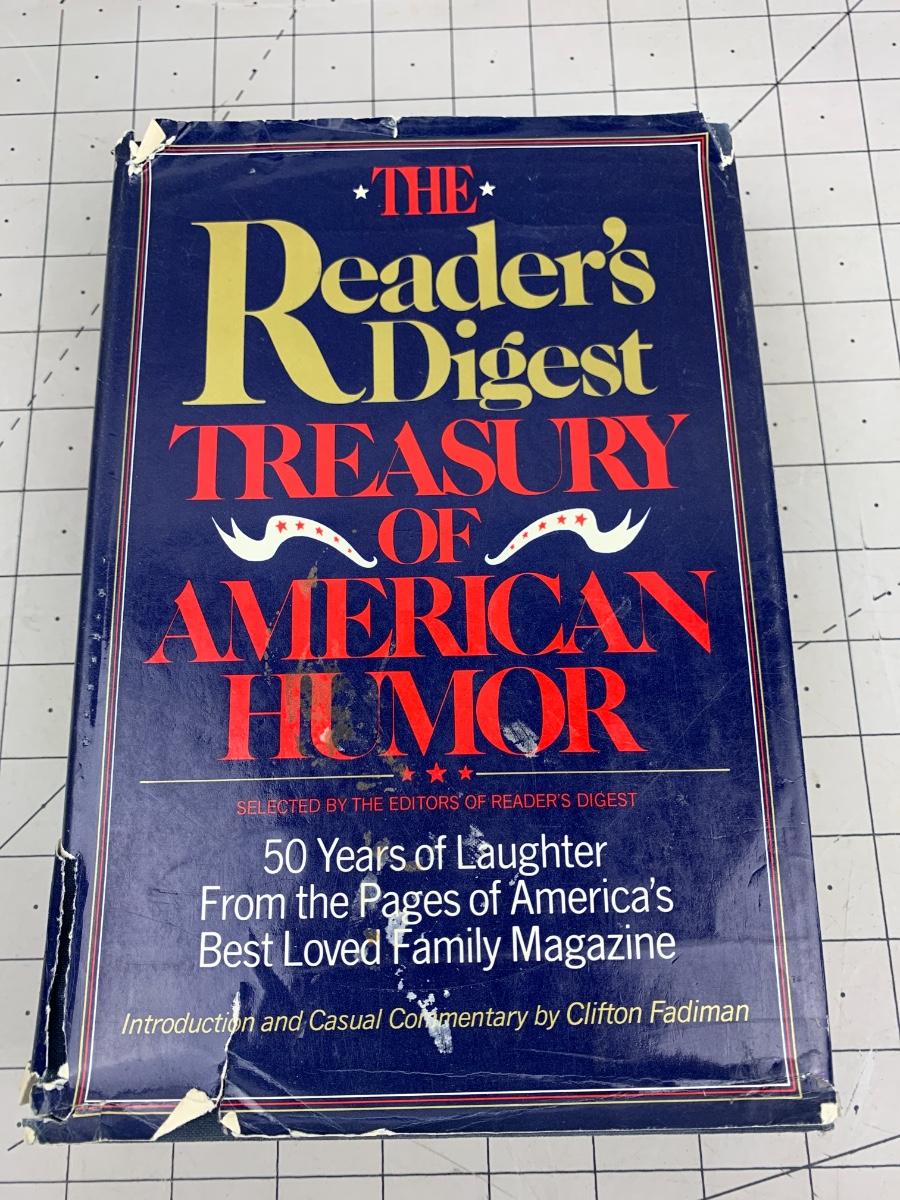 THE
Reader's
Digest
TREASURY
OF
AMERICAN
HUMOR
SELECTED BY THE EDITORS OF READER'S DIGEST
50 Years of Laughter
From the Pages of America's
Best Loved Family Magazine
Introduction and Casual Commentary by Clifton Fadiman